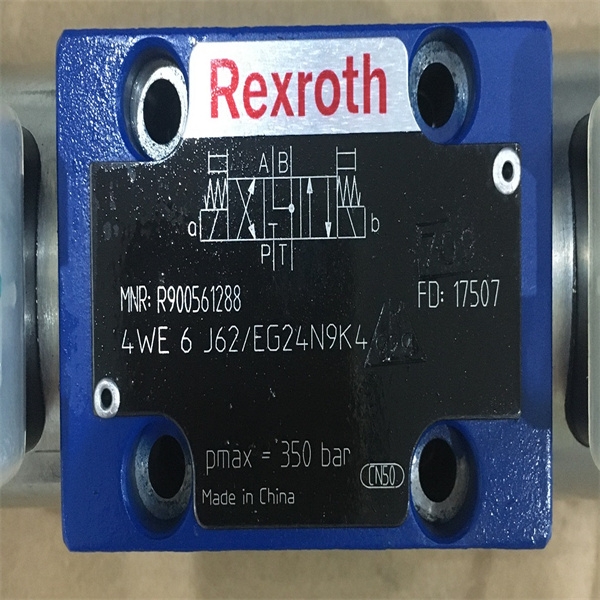 Rexroth
A B
a b
P T
MNR: R900561288 FD: 17507
4WE 6 J62/EG24N9K4
pmax = 350 bar
CN50
Made in China